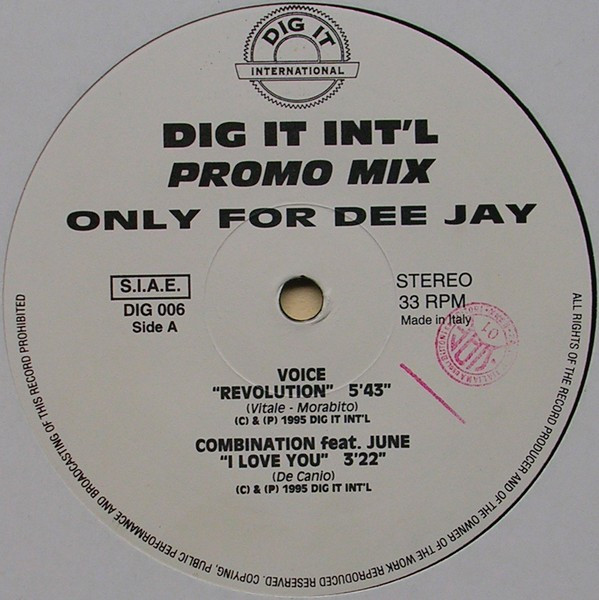 DIG IT
INTERNATIONAL
DIG IT INT'L
PROMO MIX
ONLY FOR DEE JAY
S.I.A.E.
DIG 006
Side A
STEREO
33 RPM
Made in Italy
VOICE
"REVOLUTION" 5'43"
(Vitale - Morabito)
(C) & (P) 1995 DIG IT INT'L
COMBINATION feat. JUNE
"I LOVE YOU" 3'22"
(De Canio)
(C) & (P) 1995 DIG IT INT'L
ALL RIGHTS OF THE RECORD PRODUCER AND OF THE OWNER OF THE WORK REPRODUCED RESERVED. COPYING, PUBLIC PERFORMANCE AND BROADCASTING OF THIS RECORD PROHIBITED